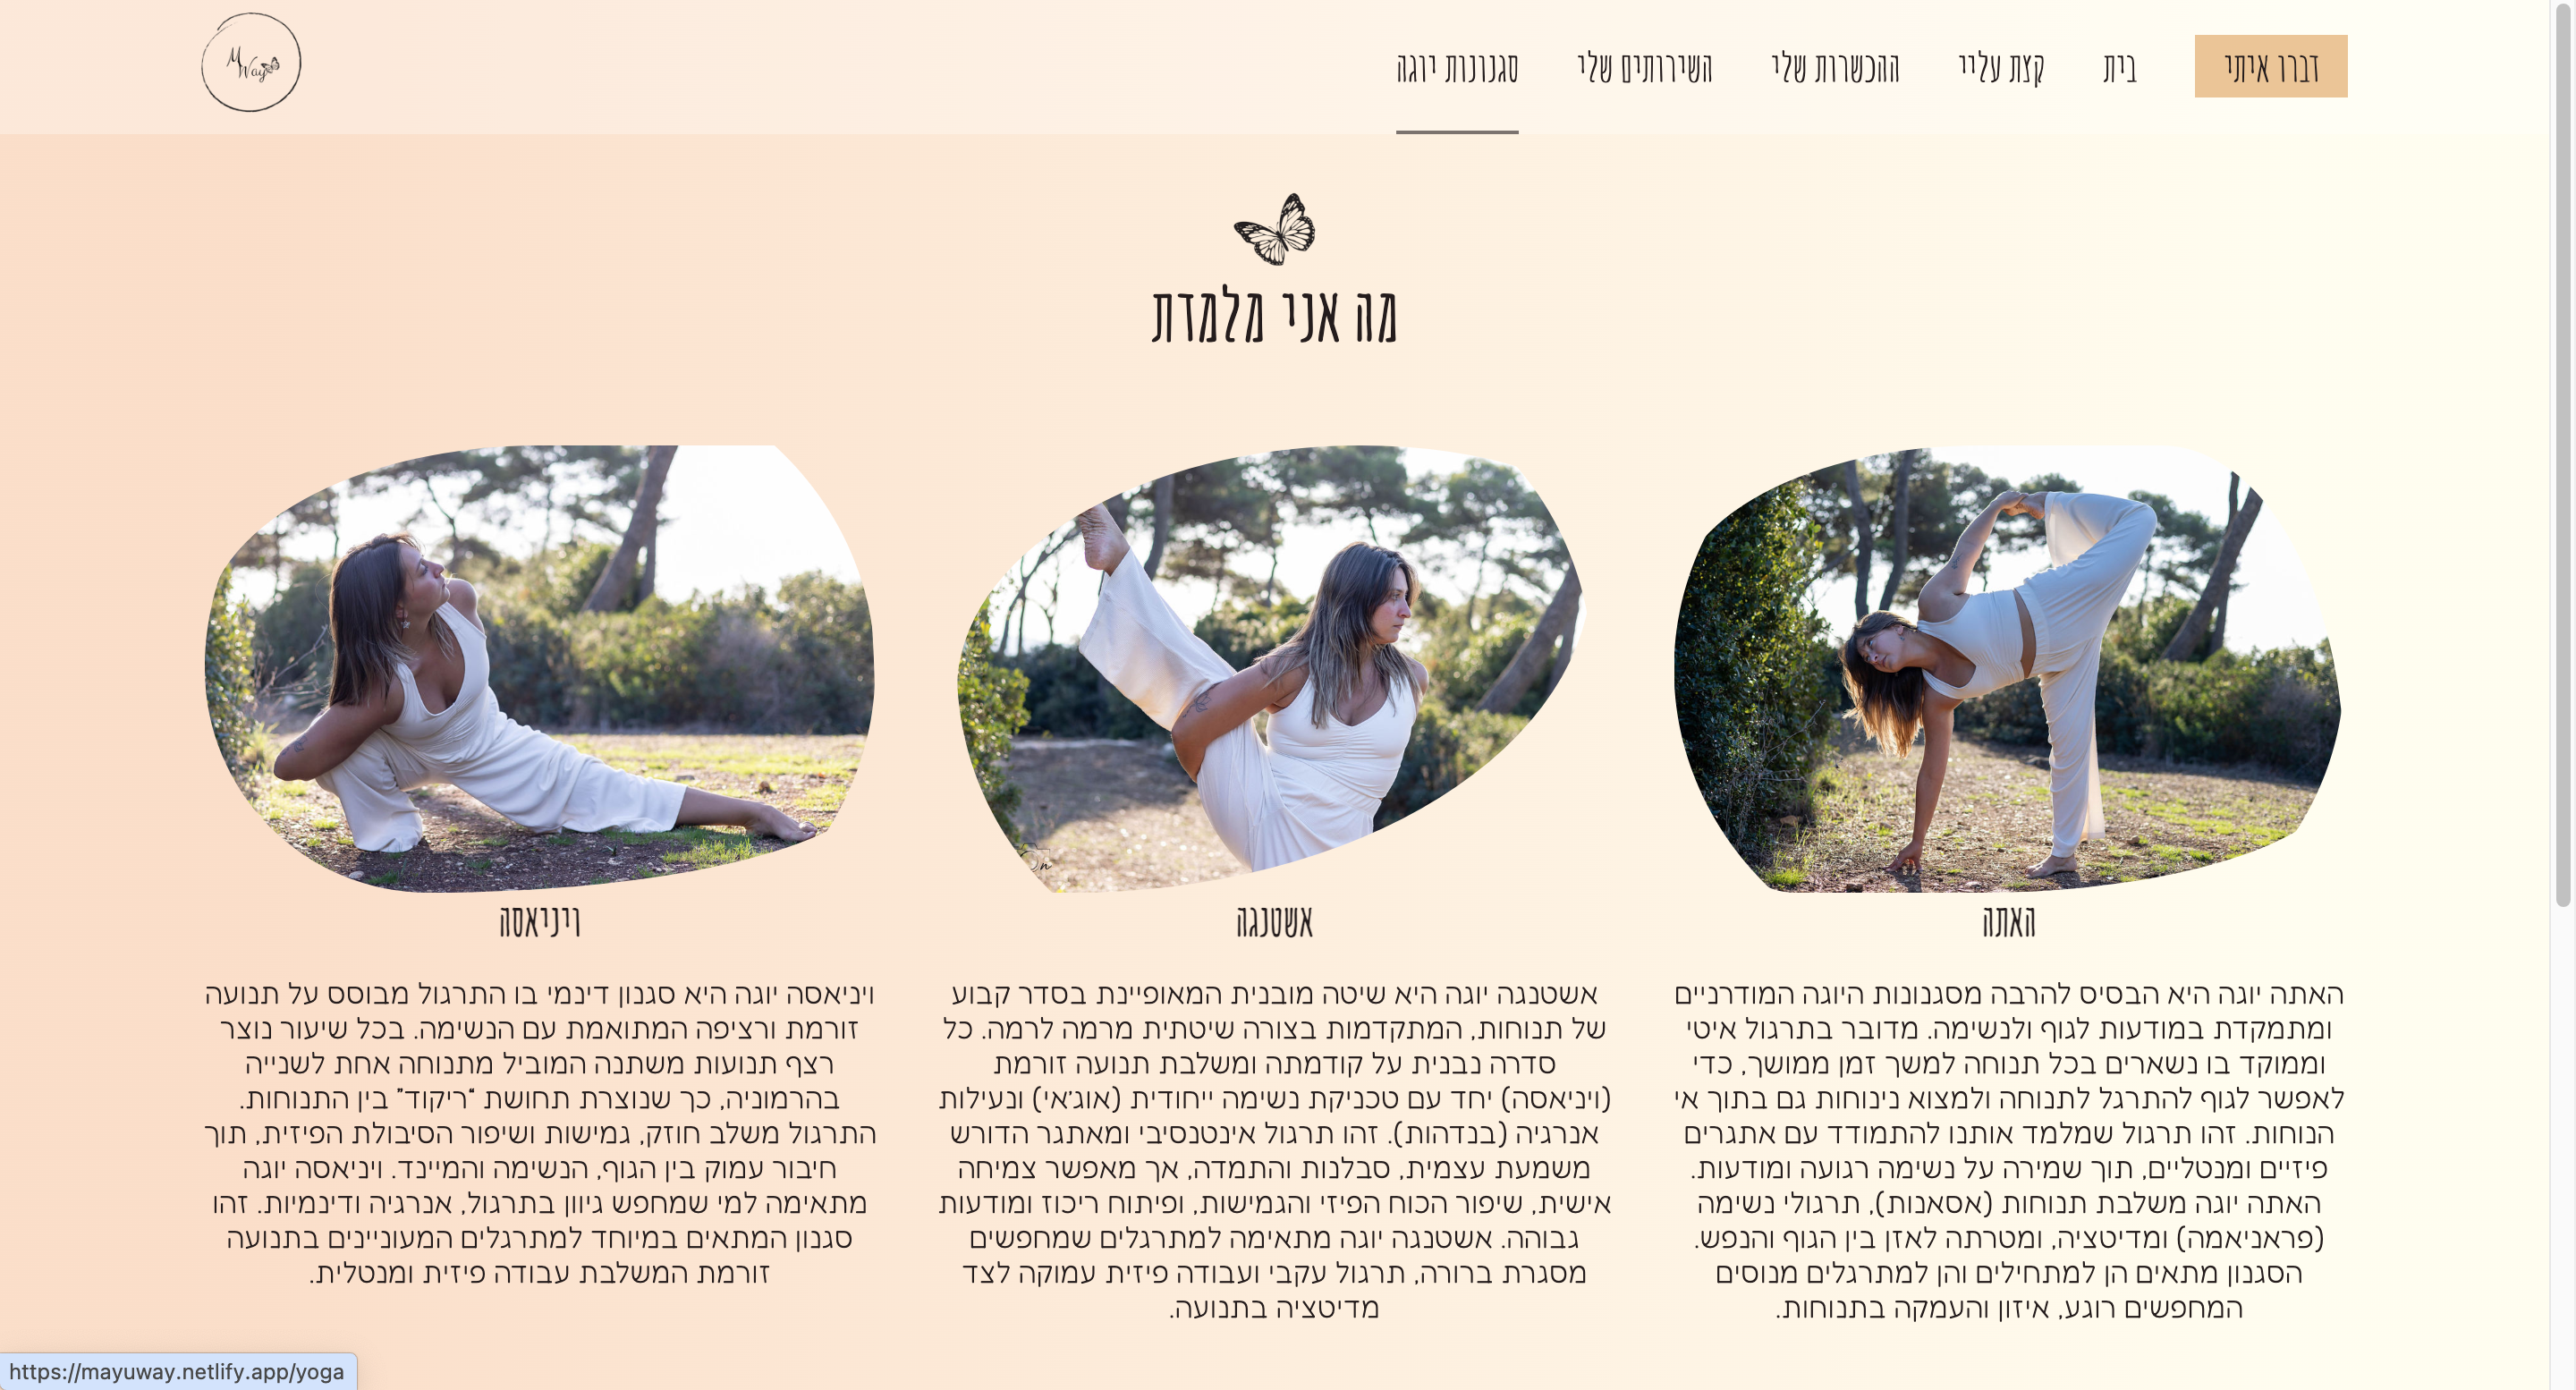 M Way
דברו איתי
בית
קצת עליי
ההכשרות שלי
השירותים שלי
סגנונות יוגה
מה אני מלמדת
האתה
האתה יוגה היא הבסיס להרבה מסגנונות היוגה המודרניים
ומתמקדת במודעות לגוף ולנשימה. מדובר בתרגול איטי
וממוקד בו נשארים בכל תנוחה למשך זמן ממושך, כדי
לאפשר לגוף להתרגל לתנוחה ולמצוא נינוחות גם בתוך אי
הנוחות. זהו תרגול שמלמד אותנו להתמודד עם אתגרים
פיזיים ומנטליים, תוך שמירה על נשימה רגועה ומודעות.
האתה יוגה משלבת תנוחות (אסאנות), תרגולי נשימה
(פראניאמה) ומדיטציה, ומטרתה לאזן בין הגוף והנפש.
הסגנון מתאים הן למתחילים והן למתרגלים מנוסים
המחפשים רוגע, איזון והעמקה בתנוחות.
אשטנגה
אשטנגה יוגה היא שיטה מובנית המאופיינת בסדר קבוע
של תנוחות, המתקדמות בצורה שיטתית מרמה לרמה. כל
סדרה נבנית על קודמתה ומשלבת תנועה זורמת
(ויניאסה) יחד עם טכניקת נשימה ייחודית (אוג׳אי) ונעילות
אנרגיה (בנדהות). זהו תרגול אינטנסיבי ומאתגר הדורש
משמעת עצמית, סבלנות והתמדה, אך מאפשר צמיחה
אישית, שיפור הכוח הפיזי והגמישות, ופיתוח ריכוז ומודעות
גבוהה. אשטנגה יוגה מתאימה למתרגלים שמחפשים
מסגרת ברורה, תרגול עקבי ועבודה פיזית עמוקה לצד
מדיטציה בתנועה.
ויניאסה
ויניאסה יוגה היא סגנון דינמי בו התרגול מבוסס על תנועה
זורמת ורציפה המתואמת עם הנשימה. בכל שיעור נוצר
רצף תנועות משתנה המוביל מתנוחה אחת לשנייה
בהרמוניה, כך שנוצרת תחושת “ריקוד” בין התנוחות.
התרגול משלב חוזק, גמישות ושיפור הסיבולת הפיזית, תוך
חיבור עמוק בין הגוף, הנשימה והמיינד. ויניאסה יוגה
מתאימה למי שמחפש גיוון בתרגול, אנרגיה ודינמיות. זהו
סגנון המתאים במיוחד למתרגלים המעוניינים בתנועה
זורמת המשלבת עבודה פיזית ומנטלית.
https://mayuway.netlify.app/yoga